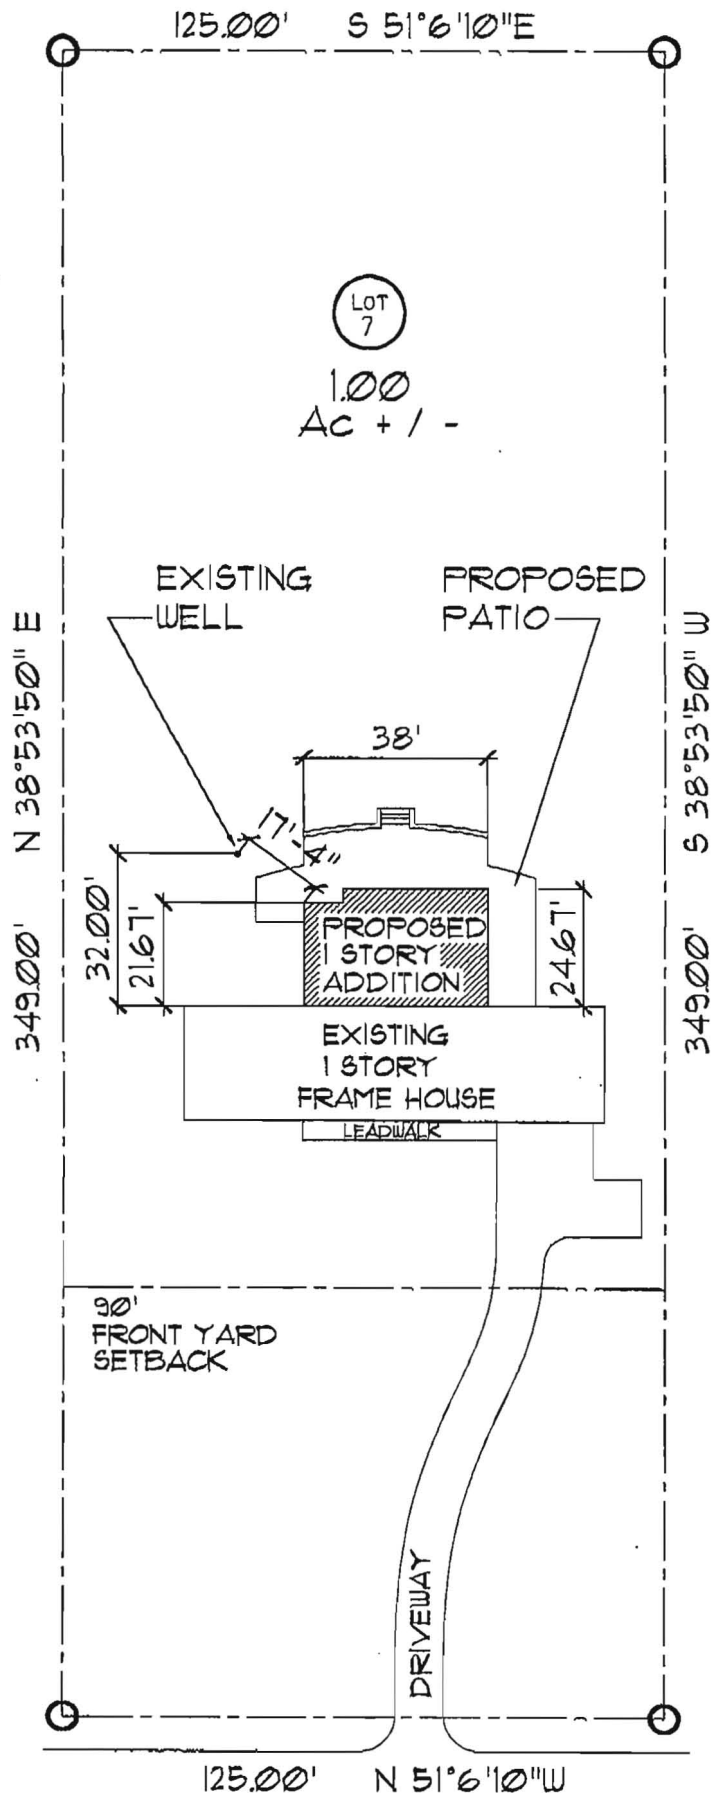 125.00' S 51°6'10"E
LOT
7
1.00
AC + / -
EXISTING
WELL
PROPOSED
PATIO
N 38°53'50" E
349.00'
S 38°53'50" W
349.00'
38'
17'-4"
32.00'
21.67'
24.67'
PROPOSED
1 STORY
ADDITION
EXISTING
1 STORY
FRAME HOUSE
LEADWALK
90'
FRONT YARD
SETBACK
DRIVEWAY
125.00' N 51°6'10"W